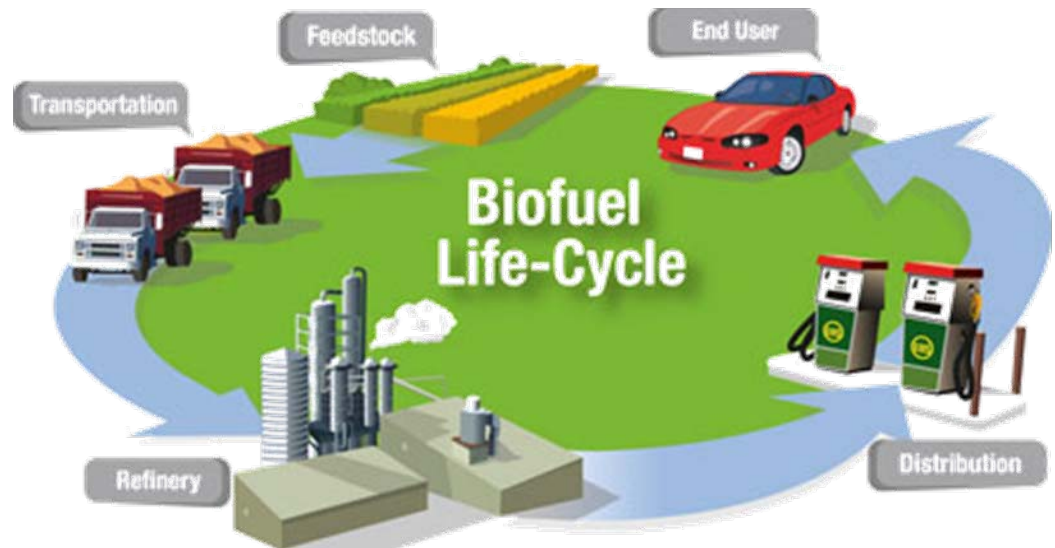 Feedstock
End User
Transportation
Biofuel
Life-Cycle
Refinery
Distribution